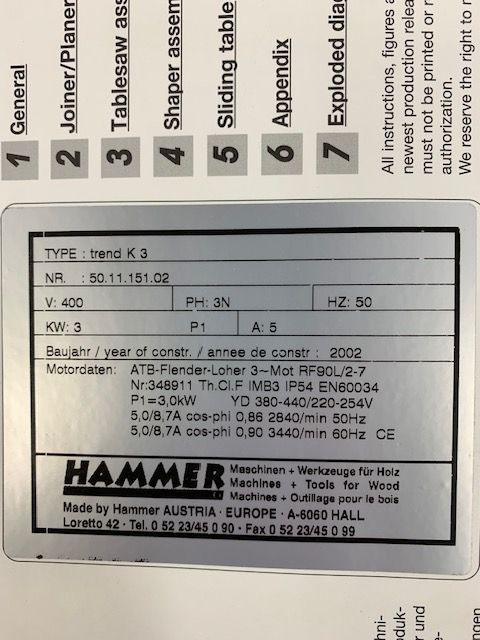 1 General
2 Joiner/Planer
3 Tablesaw ass
4 Shaper assem
5 Sliding table
6 Appendix
7 Exploded diag
All instructions, figures a
newest production relea
must not be printed or r
authorization.
We reserve the right to r
TYPE : trend K 3
NR. : 50.11.151.02
V: 400 PH: 3N HZ: 50
KW: 3 P1 A: 5
Baujahr / year of constr. / annee de constr : 2002
Motordaten: ATB-Flender-Loher 3~Mot RF90L/2-7
Nr:348911 Th.Cl.F IMB3 IP54 EN60034
P1=3,0kW YD 380-440/220-254V
5,0/8,7A cos-phi 0,86 2840/min 50Hz
5,0/8,7A cos-phi 0,90 3440/min 60Hz CE
HAMMER
Maschinen + Werkzeuge für Holz
Machines + Tools for Wood
Machines + Outillage pour le bois
Made by Hammer AUSTRIA · EUROPE · A-6060 HALL
Loretto 42 · Tel. 0 52 23/45 0 90 · Fax 0 52 23/45 0 99